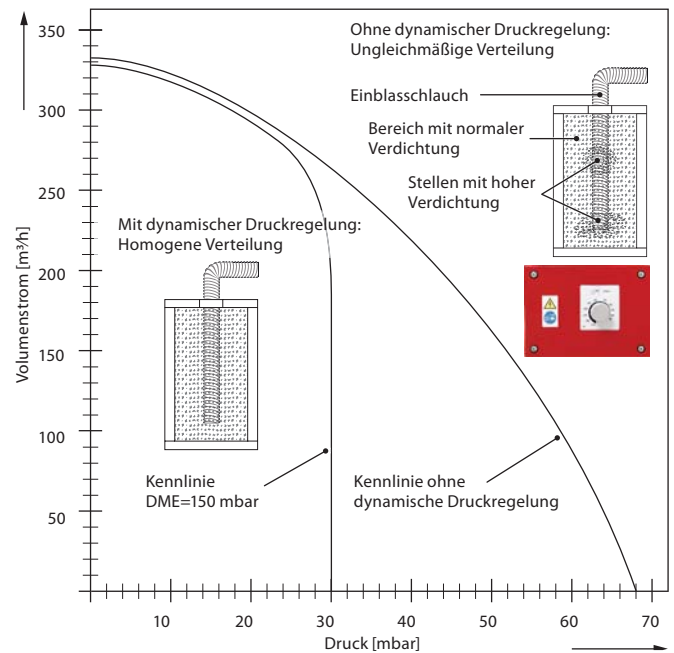 Ohne dynamischer Druckregelung:
Ungleichmäßige Verteilung
Einblasschlauch
Bereich mit normaler
Verdichtung
Stellen mit hoher
Verdichtung
Mit dynamischer Druckregelung:
Homogene Verteilung
Kennlinie
DME=150 mbar
Kennlinie ohne
dynamische Druckregelung
Volumenstrom [m³/h]
350
300
250
200
150
100
50
10 20 30 40 50 60 70
Druck [mbar]